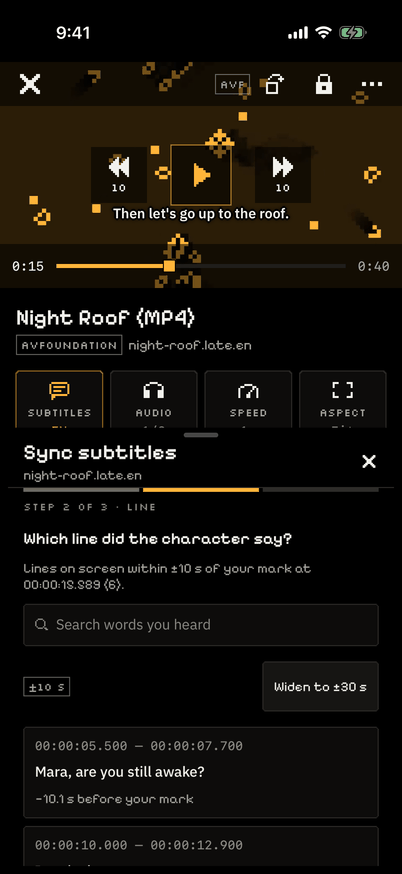 9:41
AVF
10
10
Then let's go up to the roof.
0:15
0:40
Night Roof (MP4)
AVFOUNDATION night-roof.late.en
SUBTITLES
AUDIO
SPEED
ASPECT
Sync subtitles
night-roof.late.en
STEP 2 OF 3 · LINE
Which line did the character say?
Lines on screen within ±10 s of your mark at
00:00:15.589 (6).
Search words you heard
±10 s
Widen to ±30 s
00:00:05.500 — 00:00:07.700
Mara, are you still awake?
-10.1 s before your mark
00:00:10.000 — 00:00:12.900